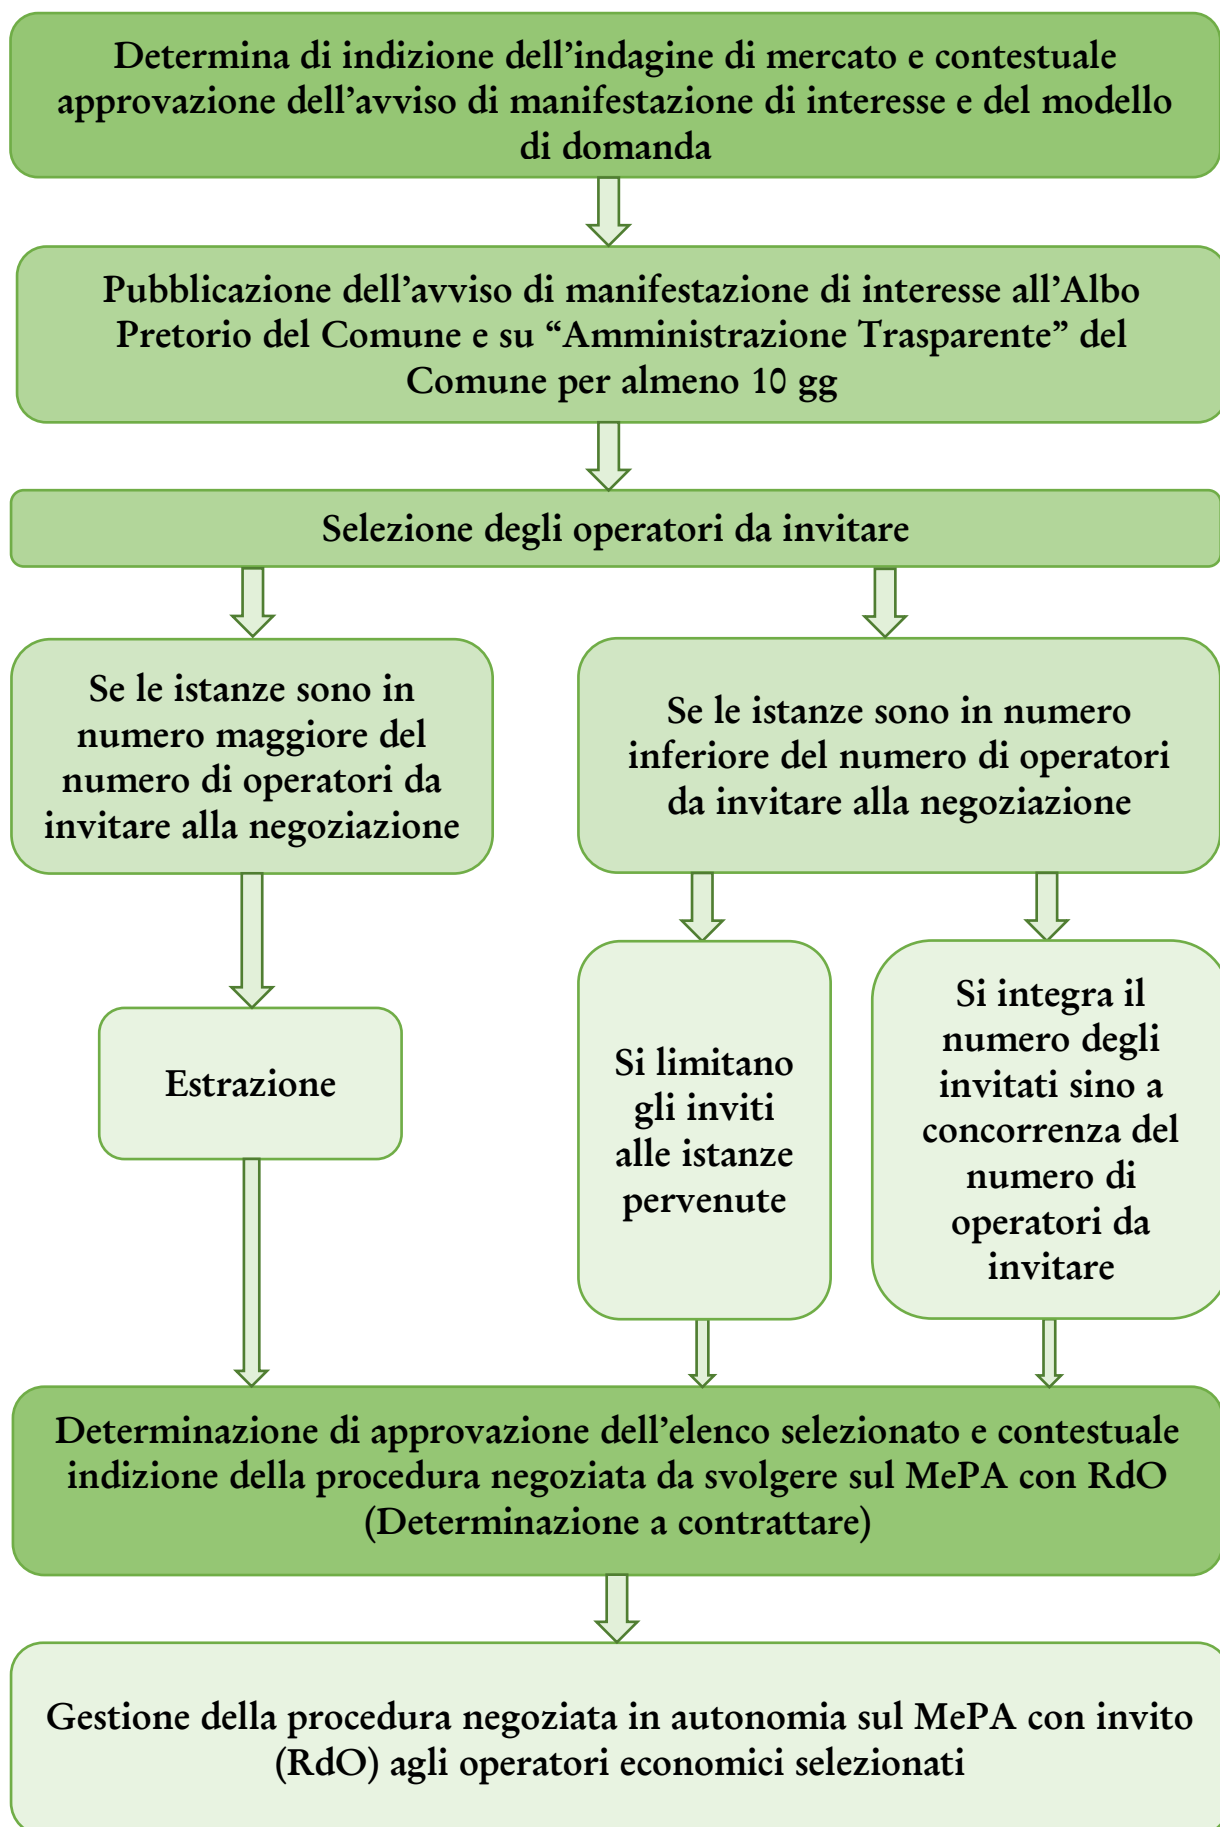 Determina di indizione dell’indagine di mercato e contestuale
approvazione dell’avviso di manifestazione di interesse e del modello
di domanda
Pubblicazione dell’avviso di manifestazione di interesse all’Albo
Pretorio del Comune e su “Amministrazione Trasparente” del
Comune per almeno 10 gg
Selezione degli operatori da invitare
Se le istanze sono in
numero maggiore del
numero di operatori da
invitare alla negoziazione
Se le istanze sono in numero
inferiore del numero di operatori
da invitare alla negoziazione
Estrazione
Si limitano
gli inviti
alle istanze
pervenute
Si integra il
numero degli
invitati sino a
concorrenza del
numero di
operatori da
invitare
Determinazione di approvazione dell’elenco selezionato e contestuale
indizione della procedura negoziata da svolgere sul MePA con RdO
(Determinazione a contrattare)
Gestione della procedura negoziata in autonomia sul MePA con invito
(RdO) agli operatori economici selezionati